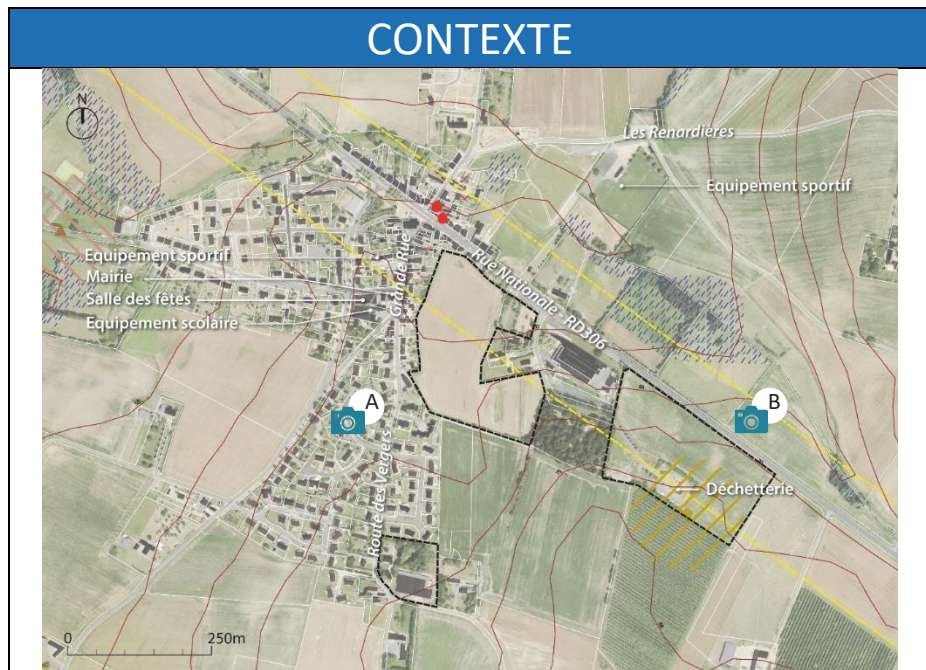 CONTEXTE
N
Les Renardières
Equipement sportif
Equipement sportif
Mairie
Salle des fêtes
Equipement scolaire
Grande Rue
Rue Nationale - RD306
A
B
Déchetterie
Route des Vergers
0
250m